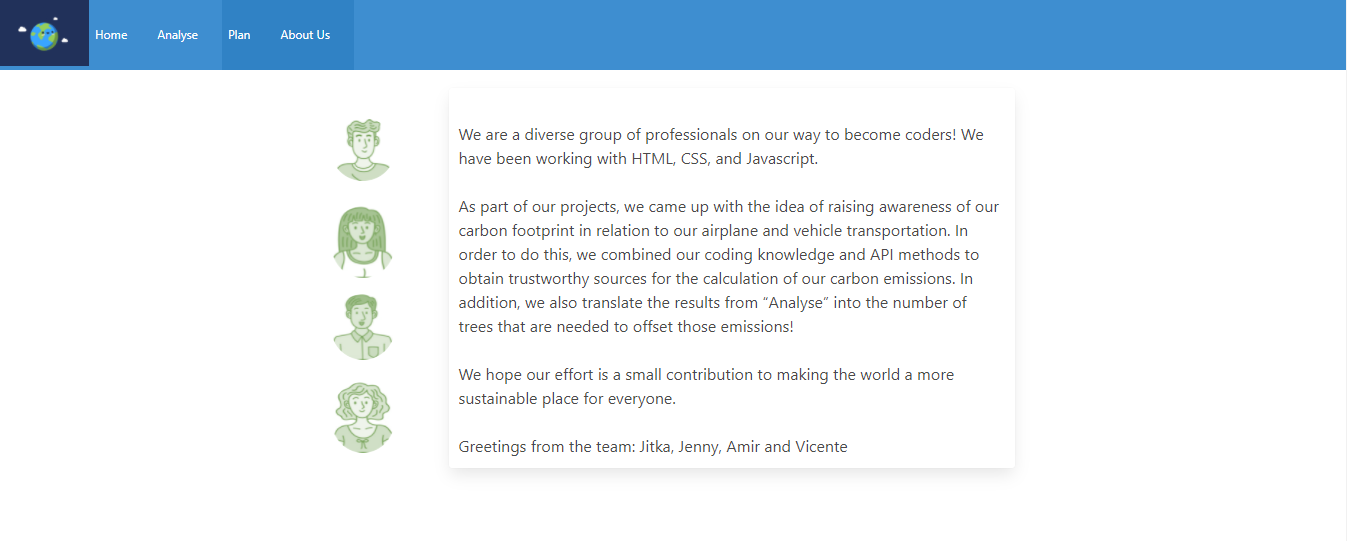 Home Analyse Plan About Us
We are a diverse group of professionals on our way to become coders! We
have been working with HTML, CSS, and Javascript.
As part of our projects, we came up with the idea of raising awareness of our
carbon footprint in relation to our airplane and vehicle transportation. In
order to do this, we combined our coding knowledge and API methods to
obtain trustworthy sources for the calculation of our carbon emissions. In
addition, we also translate the results from “Analyse” into the number of
trees that are needed to offset those emissions!
We hope our effort is a small contribution to making the world a more
sustainable place for everyone.
Greetings from the team: Jitka, Jenny, Amir and Vicente